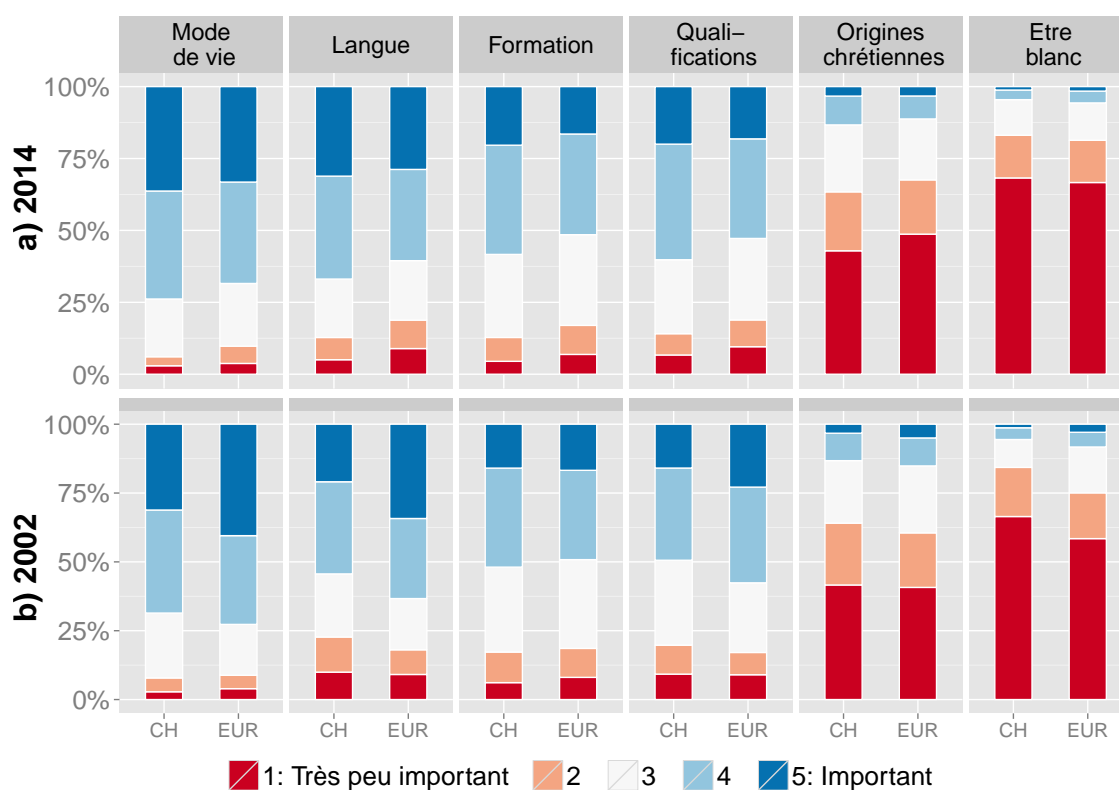 Mode
de vie
Langue
Formation
Quali–
fications
Origines
chrétiennes
Etre
blanc
a) 2014
100%
75%
50%
25%
0%
b) 2002
100%
75%
50%
25%
0%
CH EUR CH EUR CH EUR CH EUR CH EUR CH EUR
1: Très peu important 2 3 4 5: Important